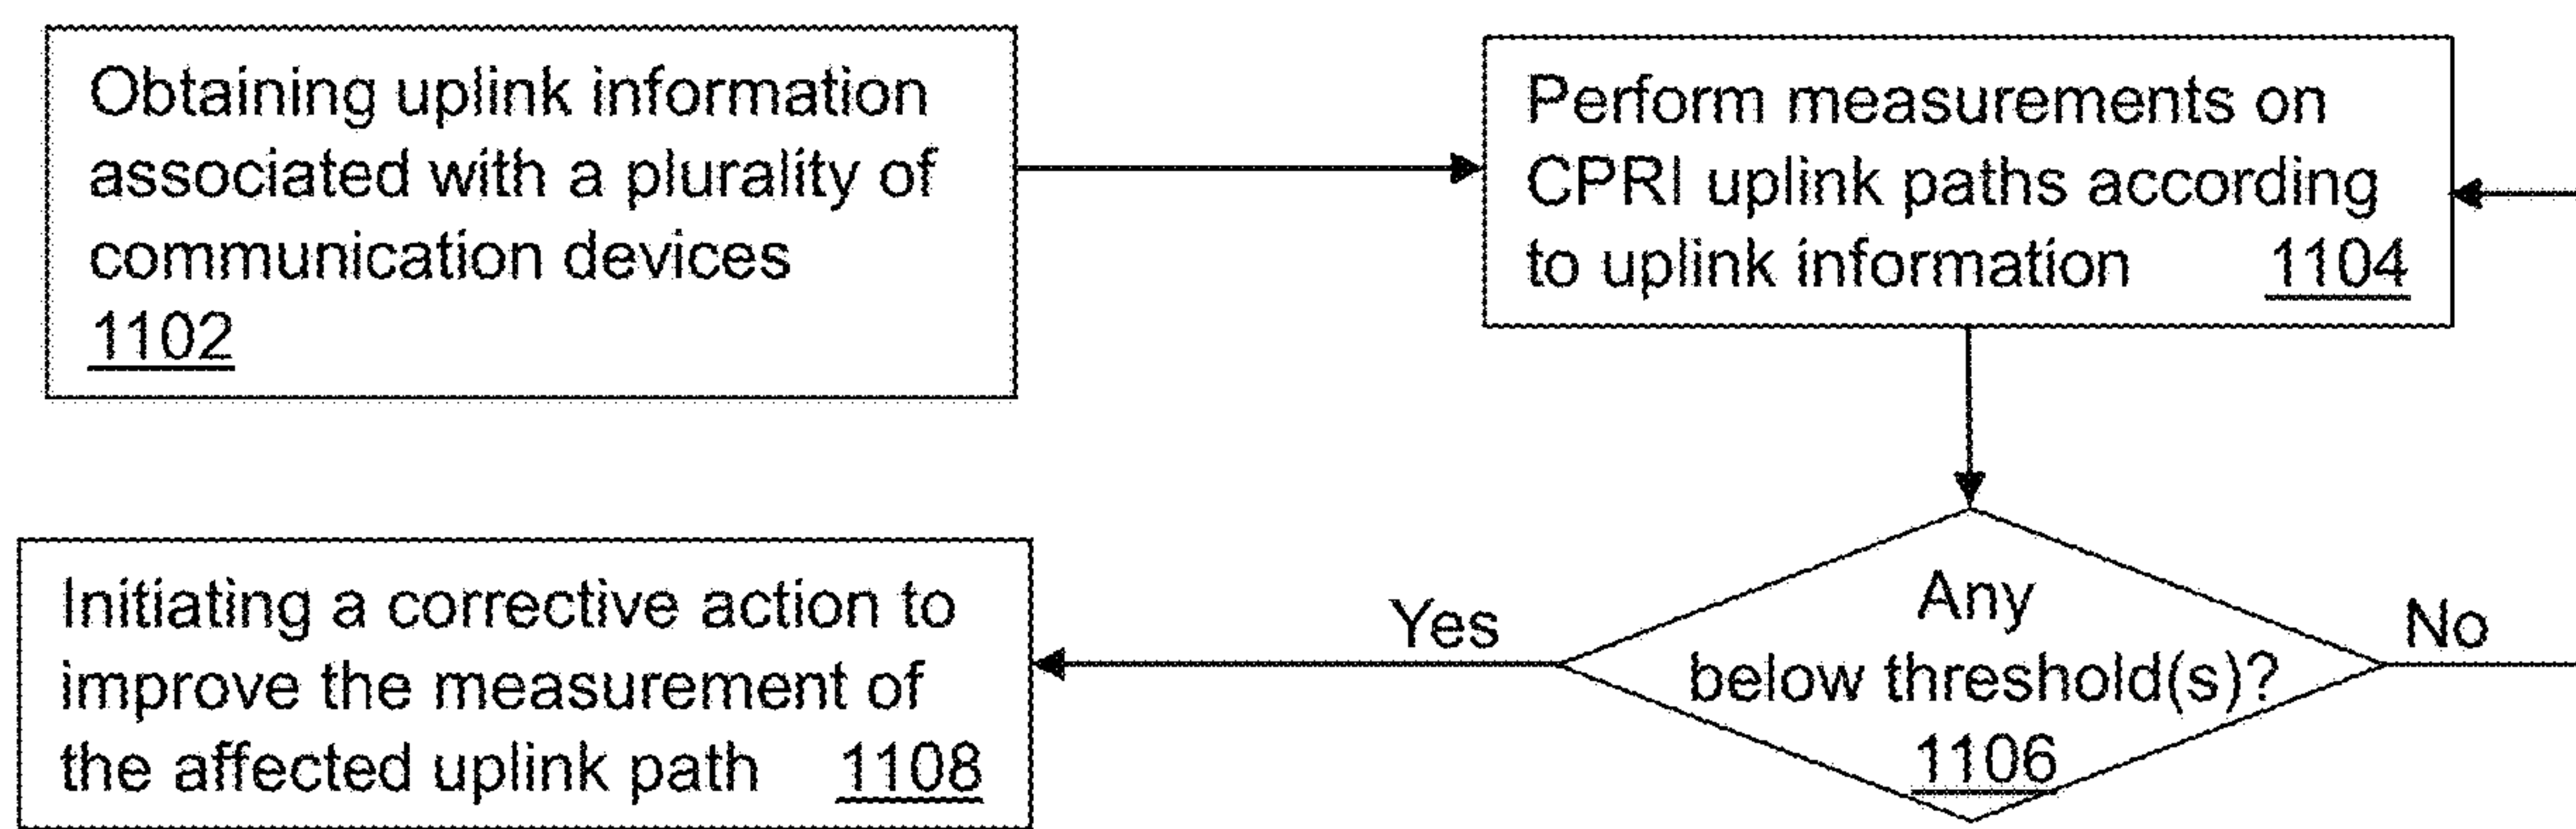 Obtaining uplink information
associated with a plurality of
communication devices
1102
Perform measurements on
CPRI uplink paths according
to uplink information 1104
Any
below threshold(s)?
1106
Yes
No
Initiating a corrective action to
improve the measurement of
the affected uplink path 1108